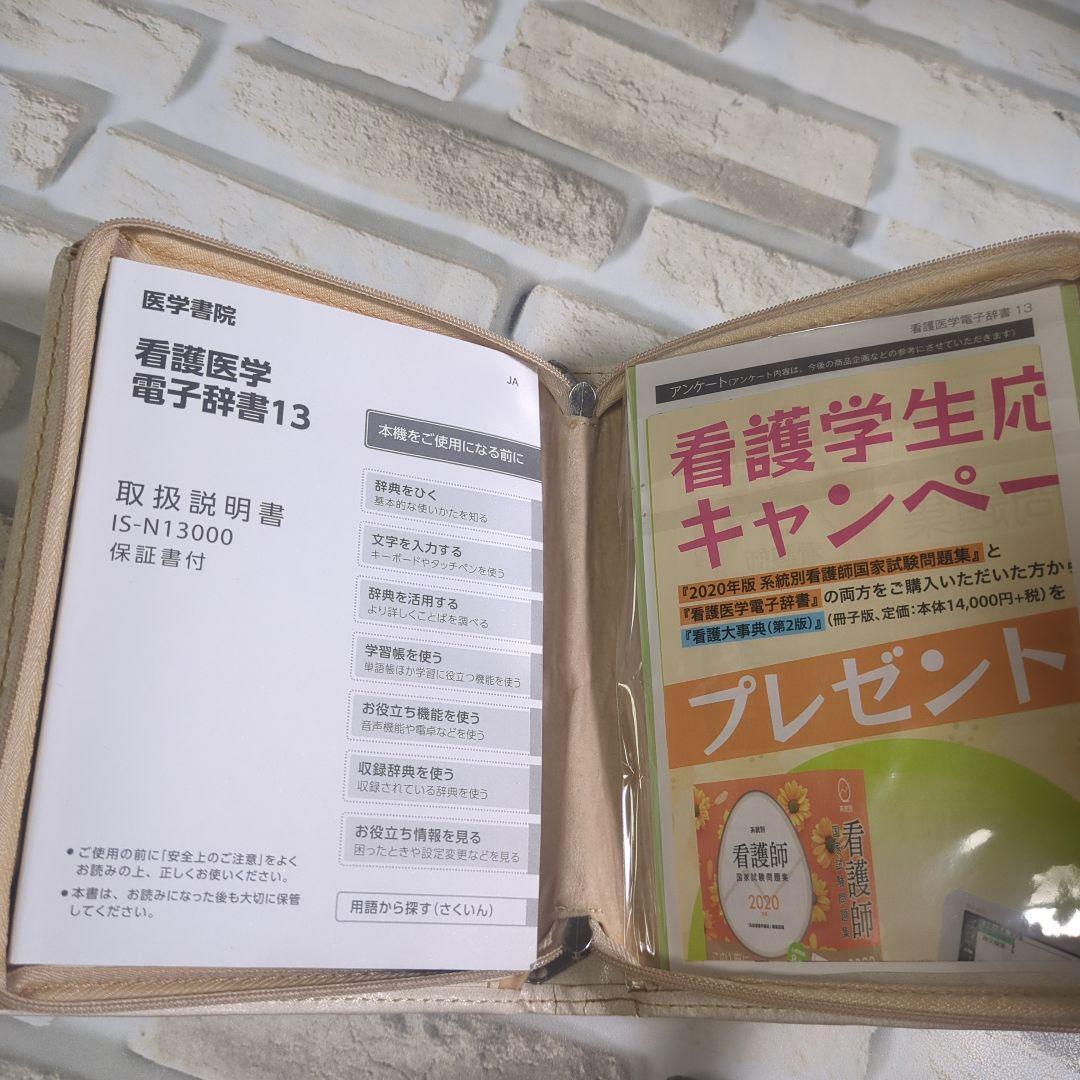 医学書院
看護医学
電子辞書13
JA
取扱説明書
IS-N13000
保証書付
本機をご使用になる前に
辞典をひく
基本的な使いかたを知る
文字を入力する
キーボードやタッチペンを使う
辞典を活用する
より詳しくことばを調べる
学習帳を使う
単語帳ほか学習に役立つ機能を使う
お役立ち機能を使う
音声機能や電卓などを使う
収録辞典を使う
収録されている辞典を使う
お役立ち情報を見る
困ったときや設定変更などを見る
用語から探す(さくいん)
●ご使用の前に「安全上のご注意」をよく
お読みの上、正しくお使いください。
●本書は、お読みになった後も大切に保管
してください。
看護医学電子辞書 13
アンケート(アンケート内容は、今後の商品企画などの参考にさせていただきます)
看護学生応
キャンペー
『2020年版 系統別看護師国家試験問題集』と
『看護医学電子辞書』の両方をご購入いただいた方か
『看護大事典(第2版)』(冊子版、定価:本体14,000円+税)を
プレゼント
系統別
看護師
国家試験問題集
2020
系統別
看護師
国家試験問題集